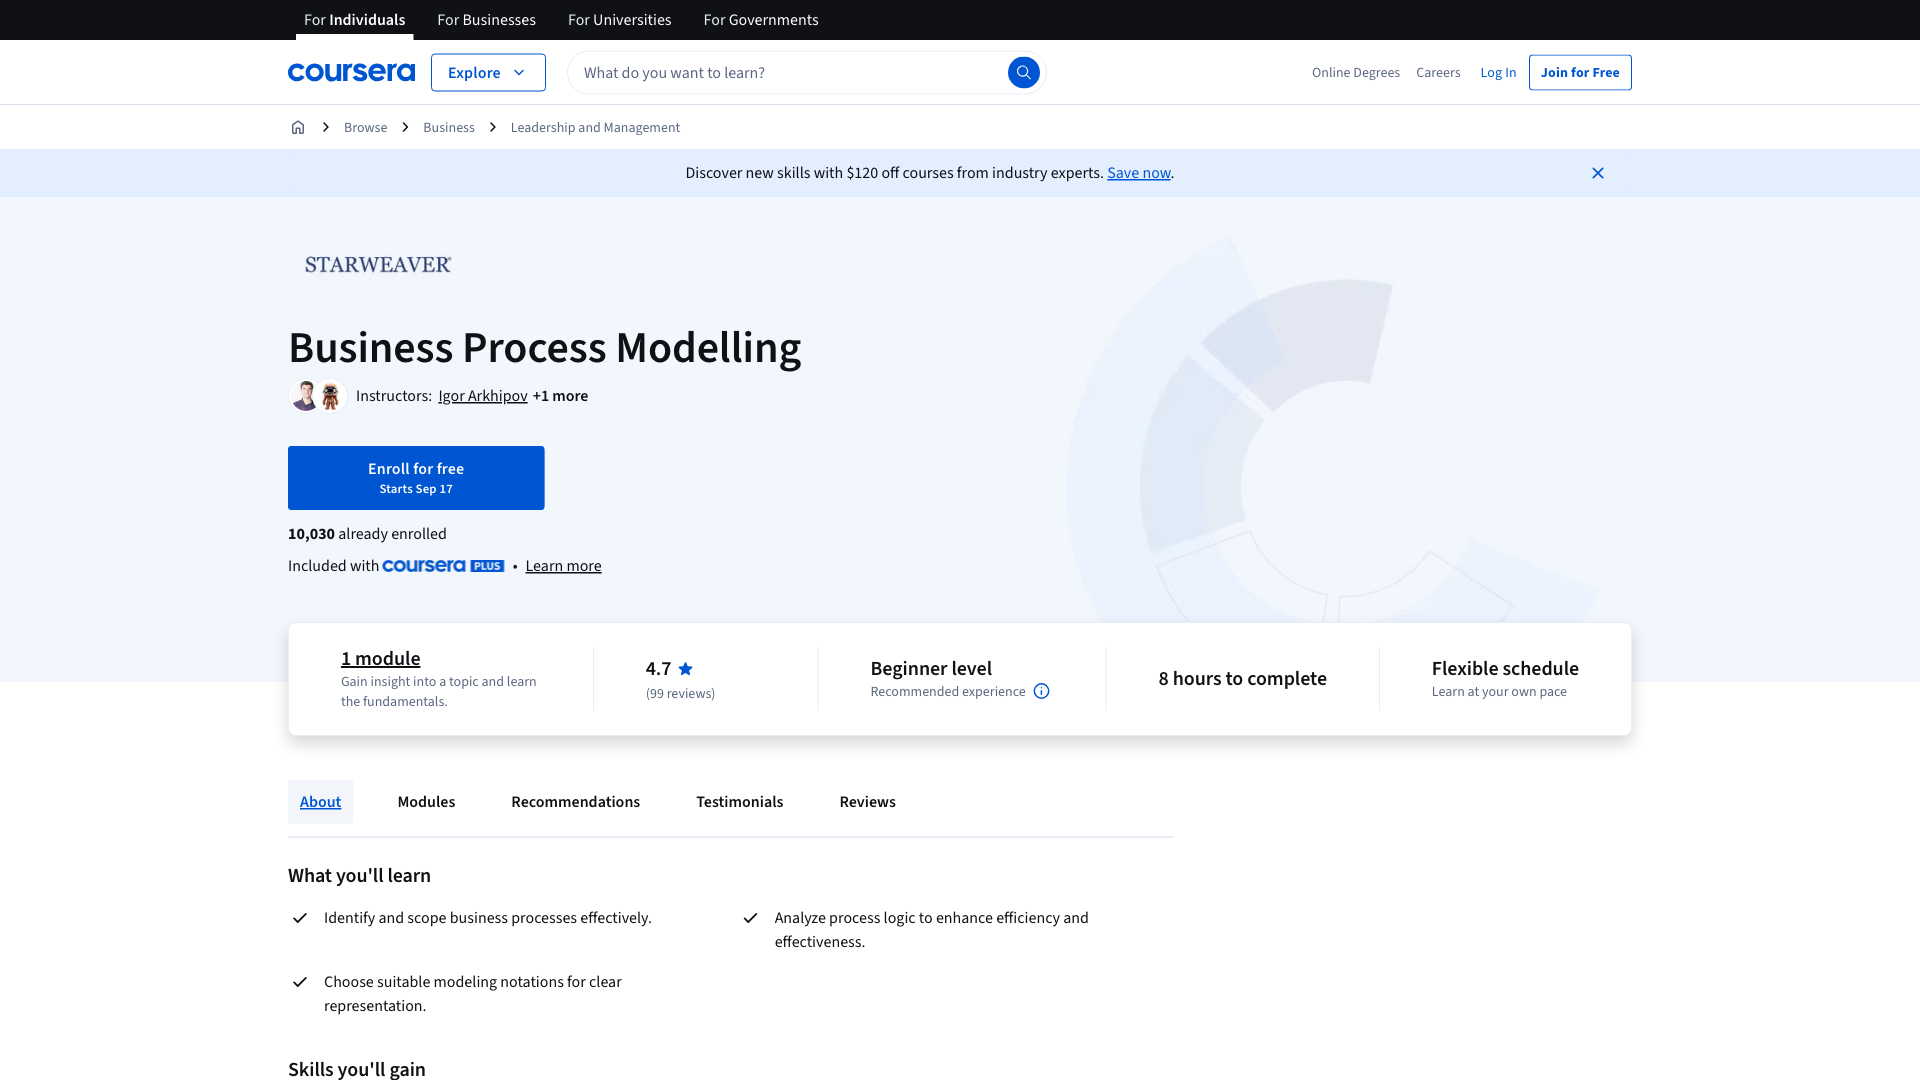 For Individuals
For Businesses
For Universities
For Governments
coursera
Explore
What do you want to learn?
Online Degrees
Careers
Log In
Join for Free
Browse
Business
Leadership and Management
Discover new skills with $120 off courses from industry experts. Save now.
STARWEAVER®
Business Process Modelling
Instructors: Igor Arkhipov +1 more
Enroll for free
Starts Sep 17
10,030 already enrolled
Included with coursera PLUS • Learn more
1 module
Gain insight into a topic and learn
the fundamentals.
4.7
(99 reviews)
Beginner level
Recommended experience
8 hours to complete
Flexible schedule
Learn at your own pace
About
Modules
Recommendations
Testimonials
Reviews
What you'll learn
Identify and scope business processes effectively.
Analyze process logic to enhance efficiency and
effectiveness.
Choose suitable modeling notations for clear
representation.
Skills you'll gain